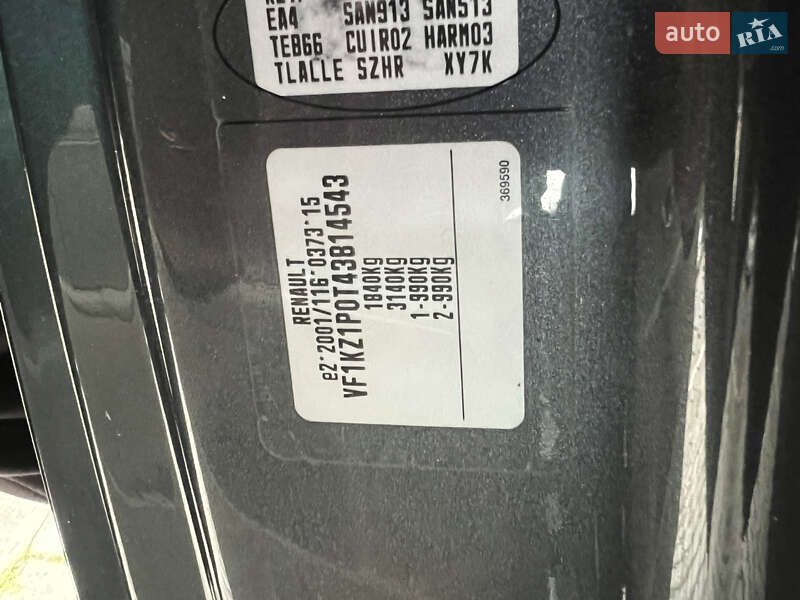 EA4 SAN913 SAN513
TEB66 CUIR02 HARM03
TLALLE SZHR XY7K
RENAULT
e2*2001/116*0373*15
VF1KZ1P0T43814543
1840Kg
3140Kg
1-990Kg
2-990Kg
369590
auto RIA
.com